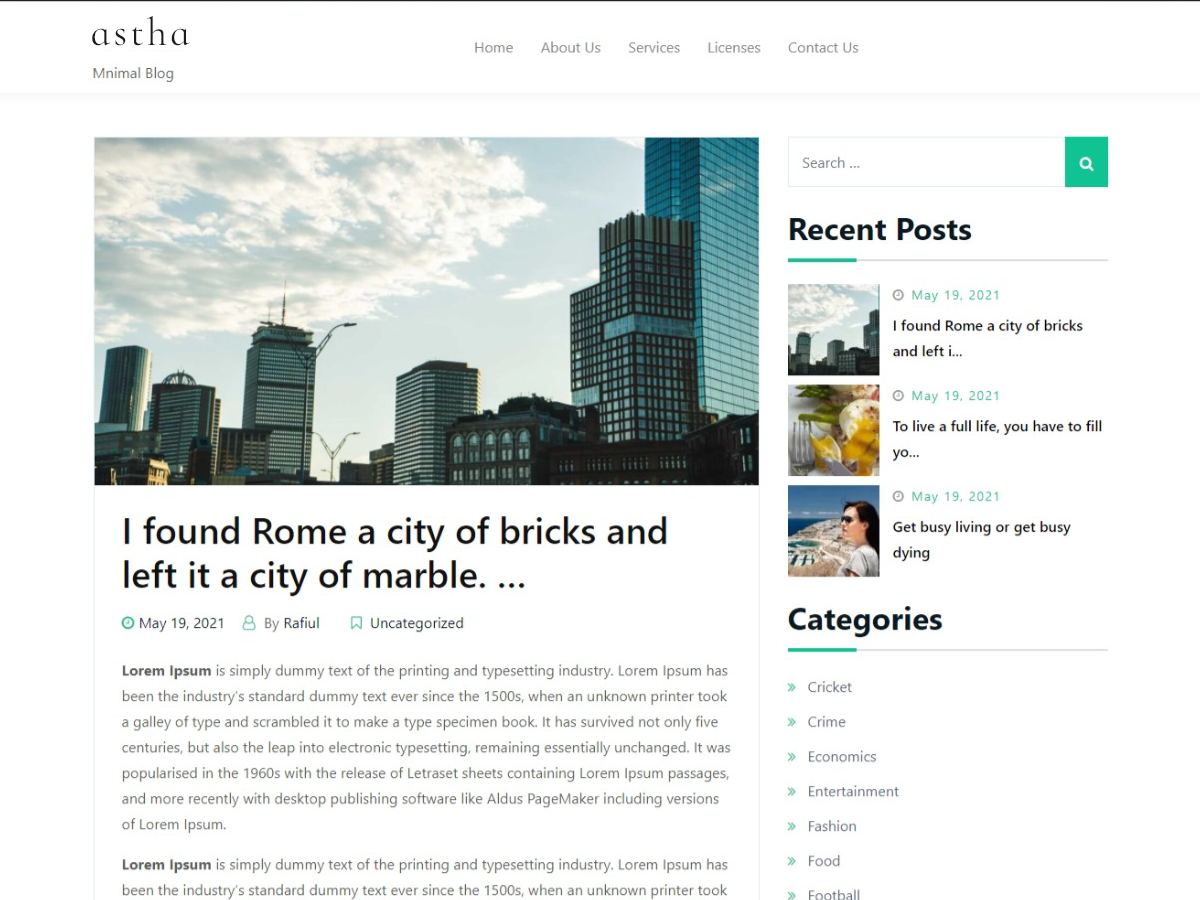 astha
Mnimal Blog
Home
About Us
Services
Licenses
Contact Us
Search ...
Recent Posts
May 19, 2021
I found Rome a city of bricks
and left i...
May 19, 2021
To live a full life, you have to fill
yo...
May 19, 2021
Get busy living or get busy
dying
I found Rome a city of bricks and
left it a city of marble. ...
May 19, 2021
By Rafiul
Uncategorized
Lorem Ipsum is simply dummy text of the printing and typesetting industry. Lorem Ipsum has
been the industry's standard dummy text ever since the 1500s, when an unknown printer took
a galley of type and scrambled it to make a type specimen book. It has survived not only five
centuries, but also the leap into electronic typesetting, remaining essentially unchanged. It was
popularised in the 1960s with the release of Letraset sheets containing Lorem Ipsum passages,
and more recently with desktop publishing software like Aldus PageMaker including versions
of Lorem Ipsum.
Lorem Ipsum is simply dummy text of the printing and typesetting industry. Lorem Ipsum has
been the industry's standard dummy text ever since the 1500s, when an unknown printer took
Categories
Cricket
Crime
Economics
Entertainment
Fashion
Food
Football